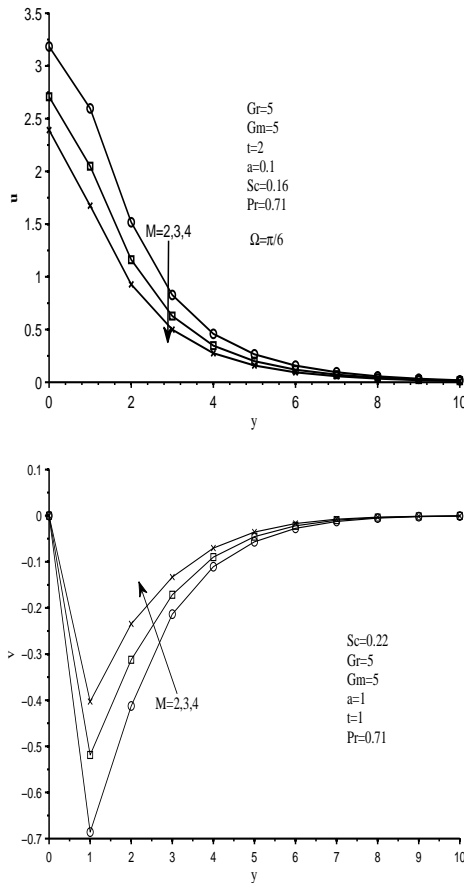 3.5
3
2.5
2
1.5
1
0.5
0
u
Gr=5
Gm=5
t=2
a=0.1
Sc=0.16
Pr=0.71
Ω=π/6
M=2,3,4
0 2 4 6 8 10
y
0.1
0
−0.1
−0.2
−0.3
−0.4
−0.5
−0.6
−0.7
v
M=2,3,4
Sc=0.22
Gr=5
Gm=5
a=1
t=1
Pr=0.71
0 1 2 3 4 5 6 7 8 9 10
y